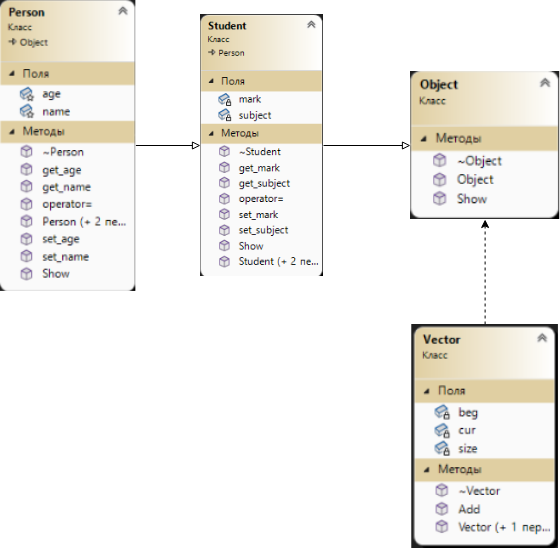 Person
Класс
Object
Поля
age
name
Методы
~Person
get_age
get_name
operator=
Person (+ 2 пе...
set_age
set_name
Show
Student
Класс
Person
Поля
mark
subject
Методы
~Student
get_mark
get_subject
operator=
set_mark
set_subject
Show
Student (+ 2 пе...
Object
Класс
Методы
~Object
Object
Show
Vector
Класс
Поля
beg
cur
size
Методы
~Vector
Add
Vector (+ 1 пер...